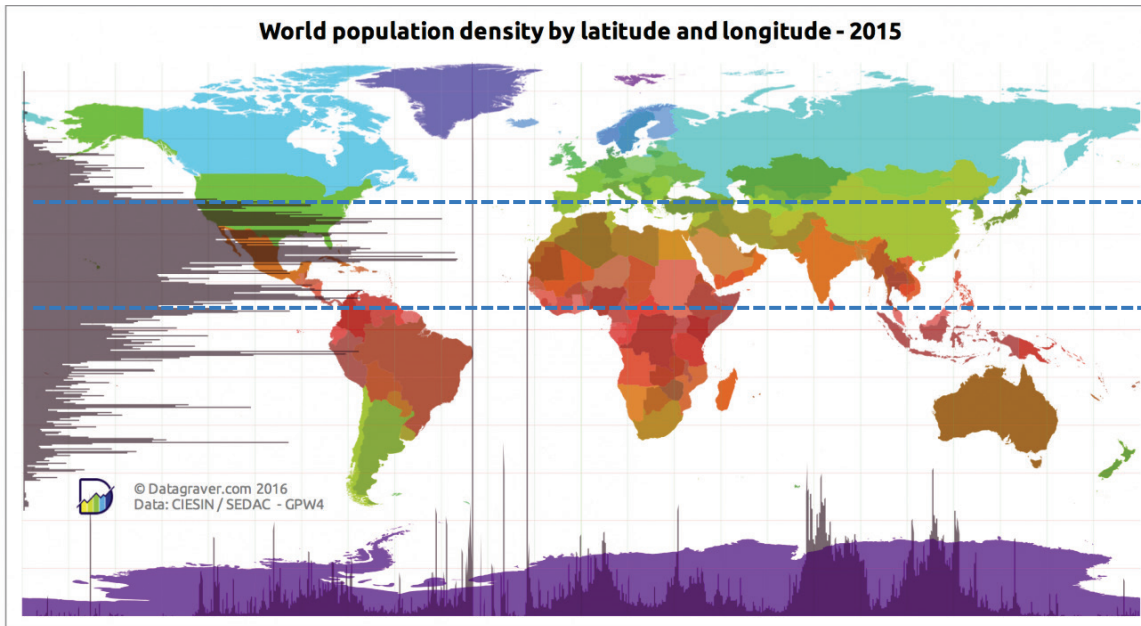 World population density by latitude and longitude - 2015
© Datagraver.com 2016
Data: CIESIN / SEDAC - GPW4